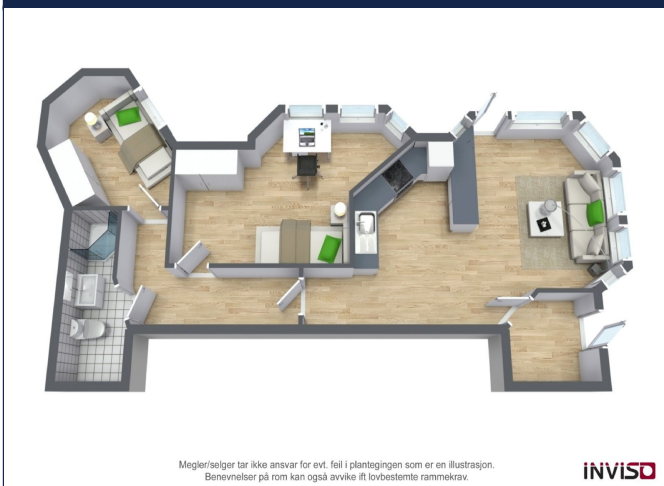 Megler/selger tar ikke ansvar for evt. feil i plantegingen som er en illustrasjon.
Benevnelser på rom kan også avvike ift lovbestemte rammekrav.
INVISO